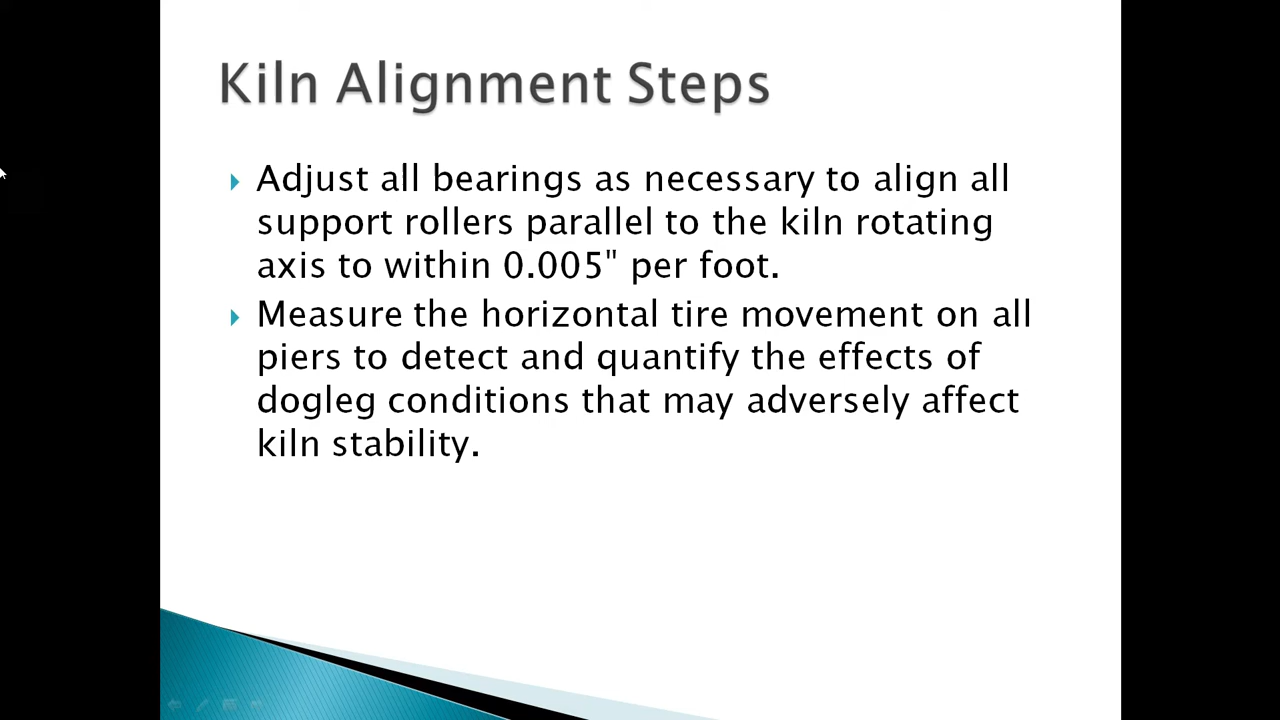 Kiln Alignment Steps
Adjust all bearings as necessary to align all
support rollers parallel to the kiln rotating
axis to within 0.005" per foot.
Measure the horizontal tire movement on all
piers to detect and quantify the effects of
dogleg conditions that may adversely affect
kiln stability.